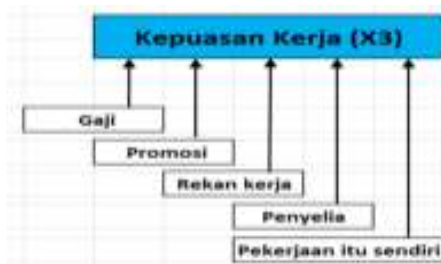 Kepuasan Kerja (X3)
Gaji
Promosi
Rekan kerja
Penyelia
Pekerjaan itu sendiri